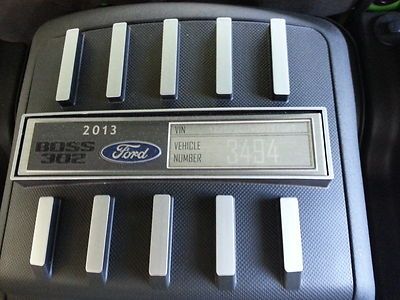 2013
BOSS
302
Ford
VIN
VEHICLE
NUMBER
3494